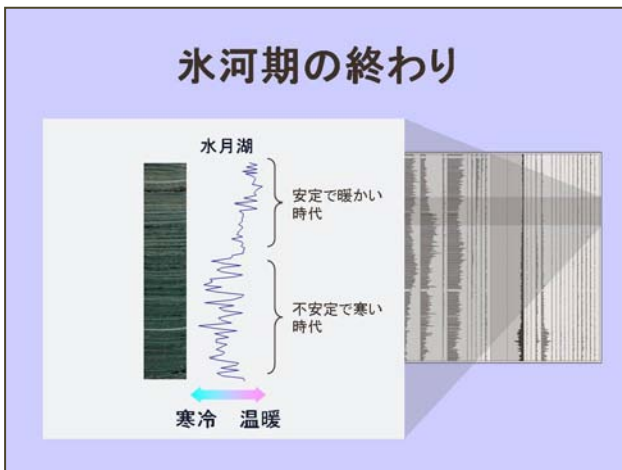 氷河期の終わり
水月湖
安定で暖かい
時代
不安定で寒い
時代
寒冷 温暖